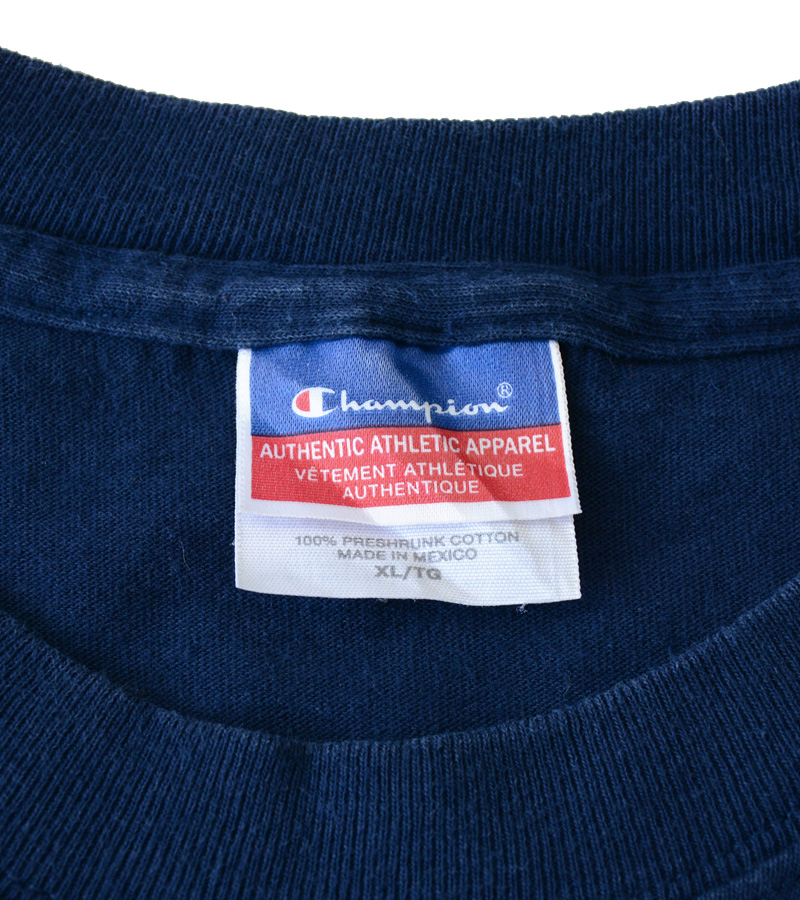 Champion®
AUTHENTIC ATHLETIC APPAREL
VÊTEMENT ATHLÉTIQUE
AUTHENTIQUE
100% PRESHRUNK COTTON
MADE IN MEXICO
XL/TG